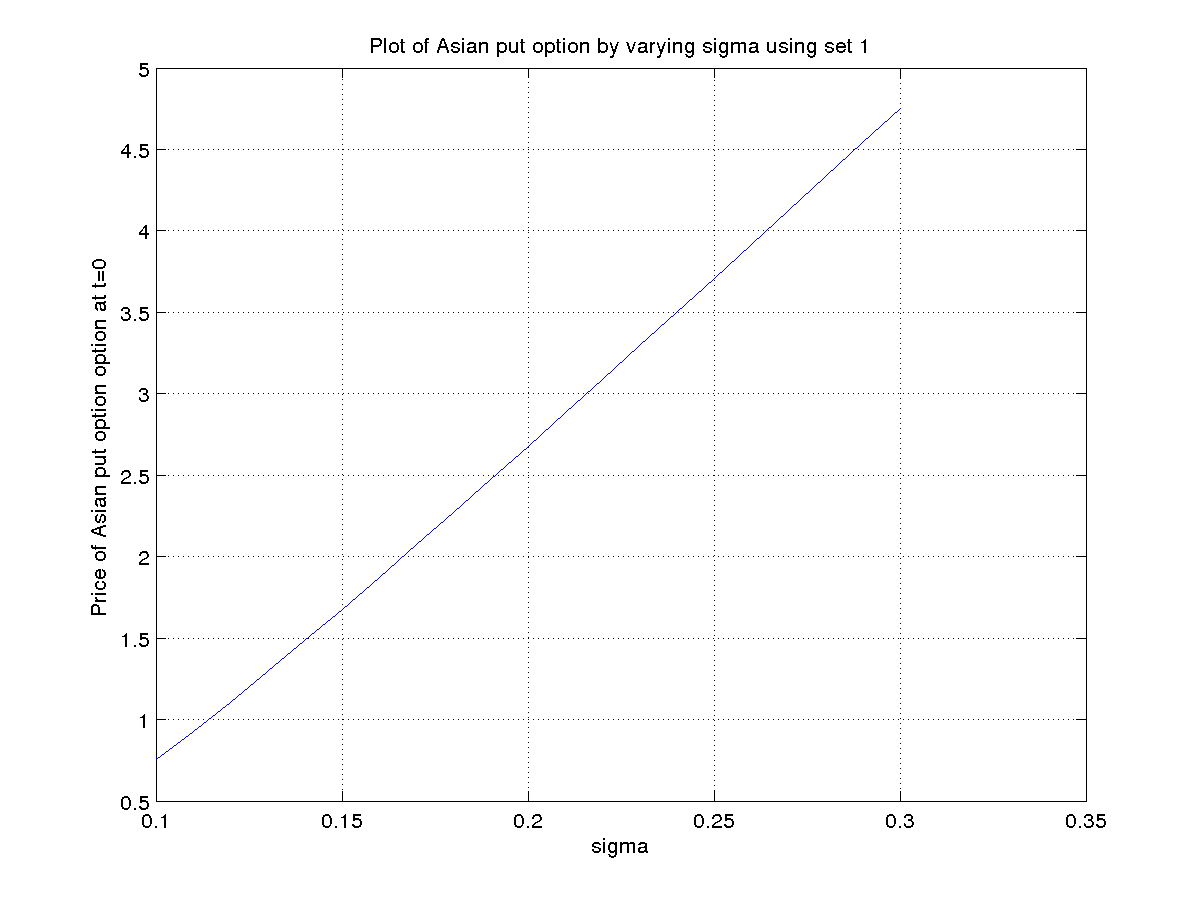 Plot of Asian put option by varying sigma using set 1
5
4.5
4
3.5
3
2.5
2
1.5
1
0.5
Price of Asian put option option at t=0
0.1 0.15 0.2 0.25 0.3 0.35
sigma